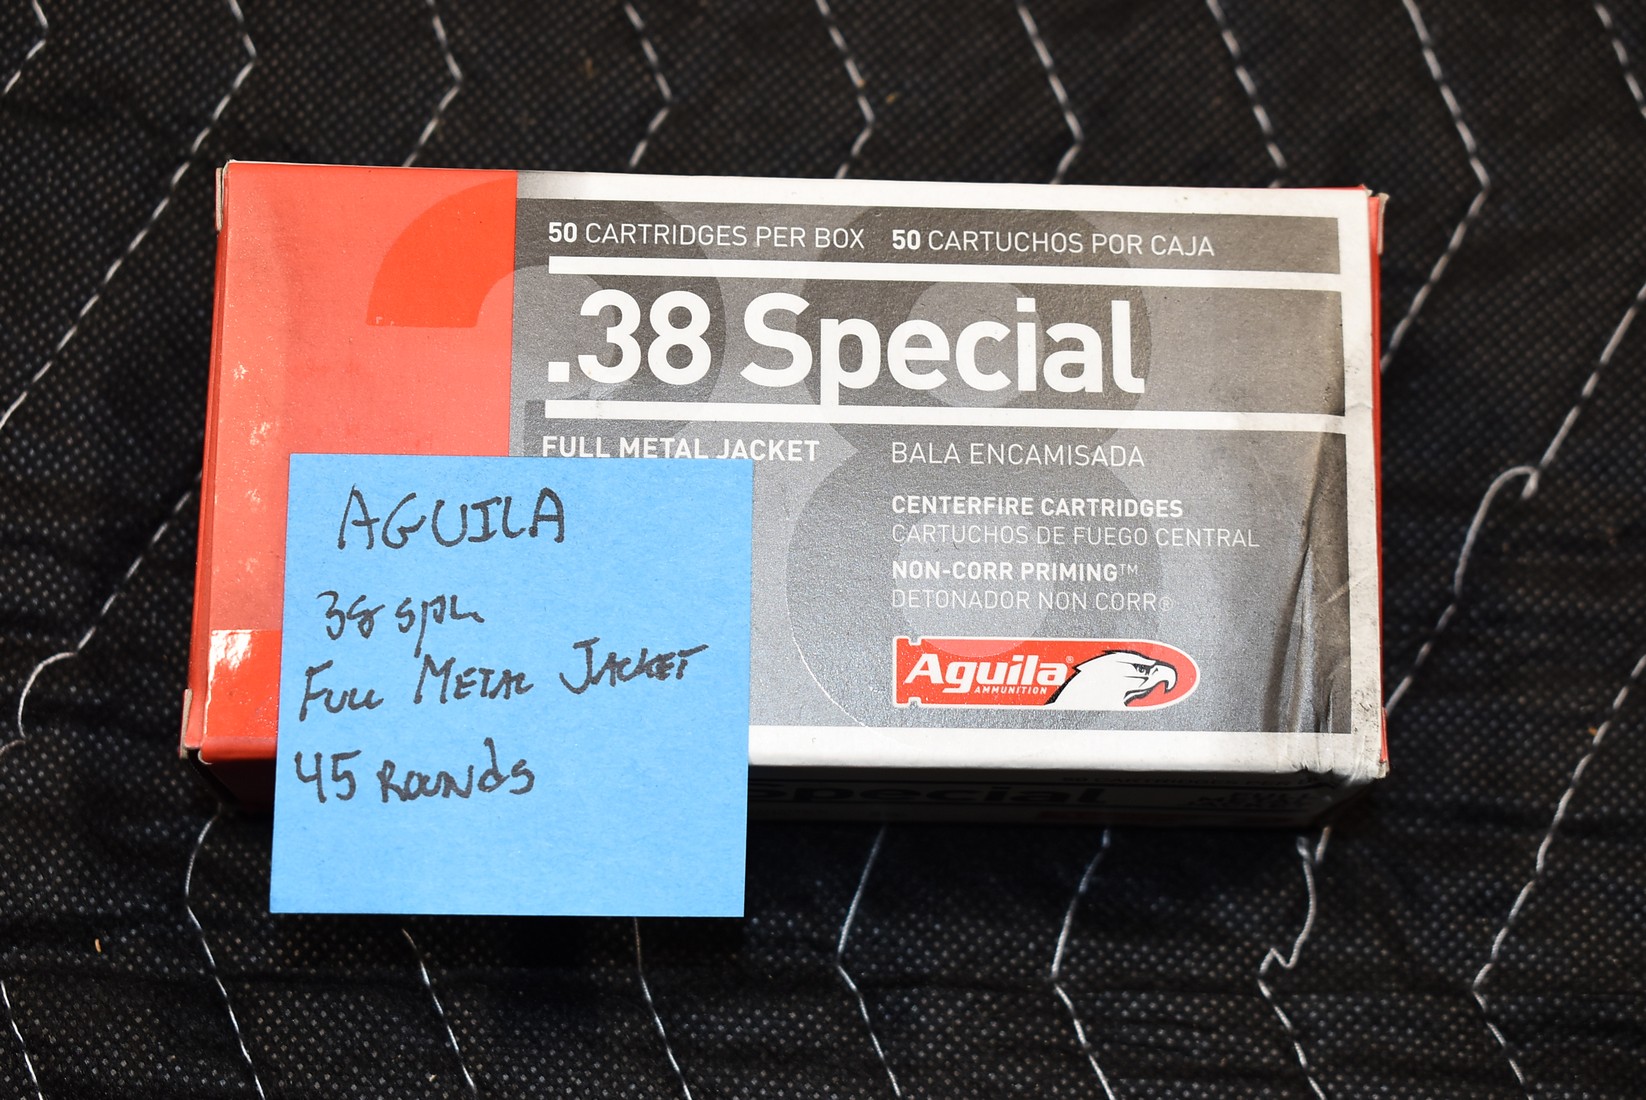 50 CARTRIDGES PER BOX 50 CARTUCHOS POR CAJA
.38 Special
FULL METAL JACKET BALA ENCAMISADA
CENTERFIRE CARTRIDGES
CARTUCHOS DE FUEGO CENTRAL
NON-CORR PRIMING™
DETONADOR NON CORR®
Aguila®
AMMUNITION
AGUILA
38 SPL
FULL METAL JACKET
45 ROUNDS
Special